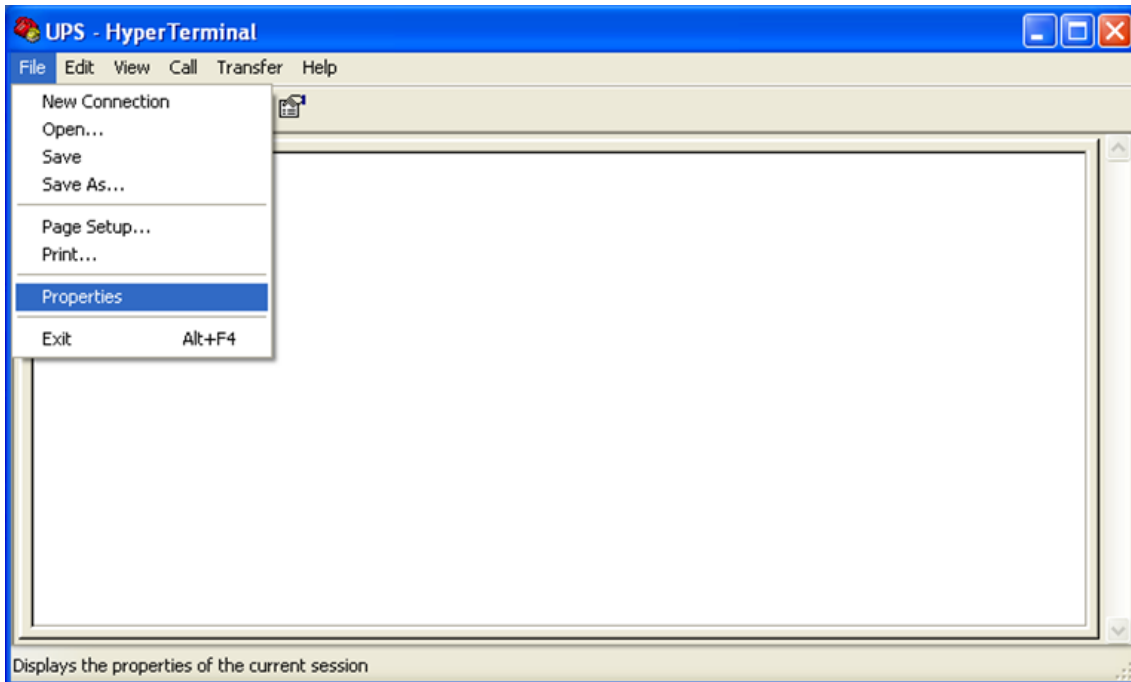 UPS - HyperTerminal
File Edit View Call Transfer Help
New Connection
Open...
Save
Save As...
Page Setup...
Print...
Properties
Exit Alt+F4
Displays the properties of the current session